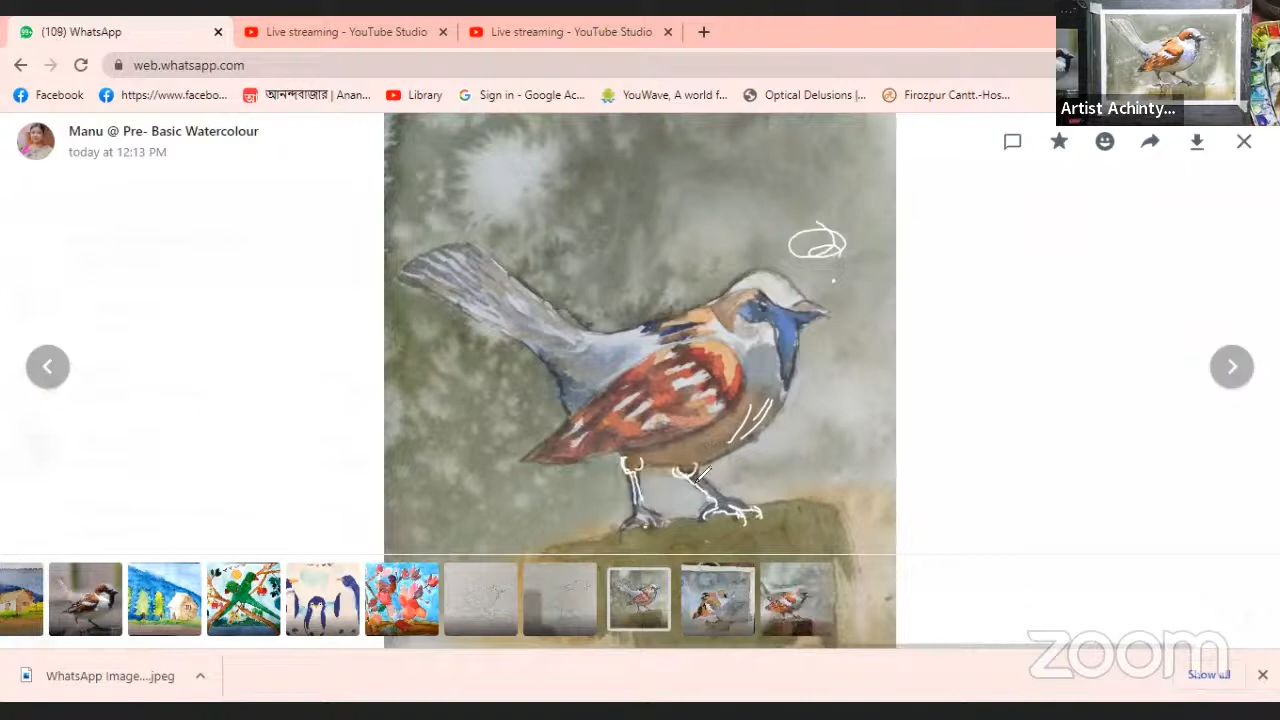 (109) WhatsApp
Live streaming - YouTube Studio
Live streaming - YouTube Studio
web.whatsapp.com
Facebook
https://www.facebo...
আনন্দবাজার | Anan...
Library
Sign in - Google Ac...
YouWave, A world f...
Optical Delusions |...
Firozpur Cantt.-Hos...
Artist Achinty...
Manu @ Pre- Basic Watercolour
today at 12:13 PM
WhatsApp Image....jpeg
zoom
Show all